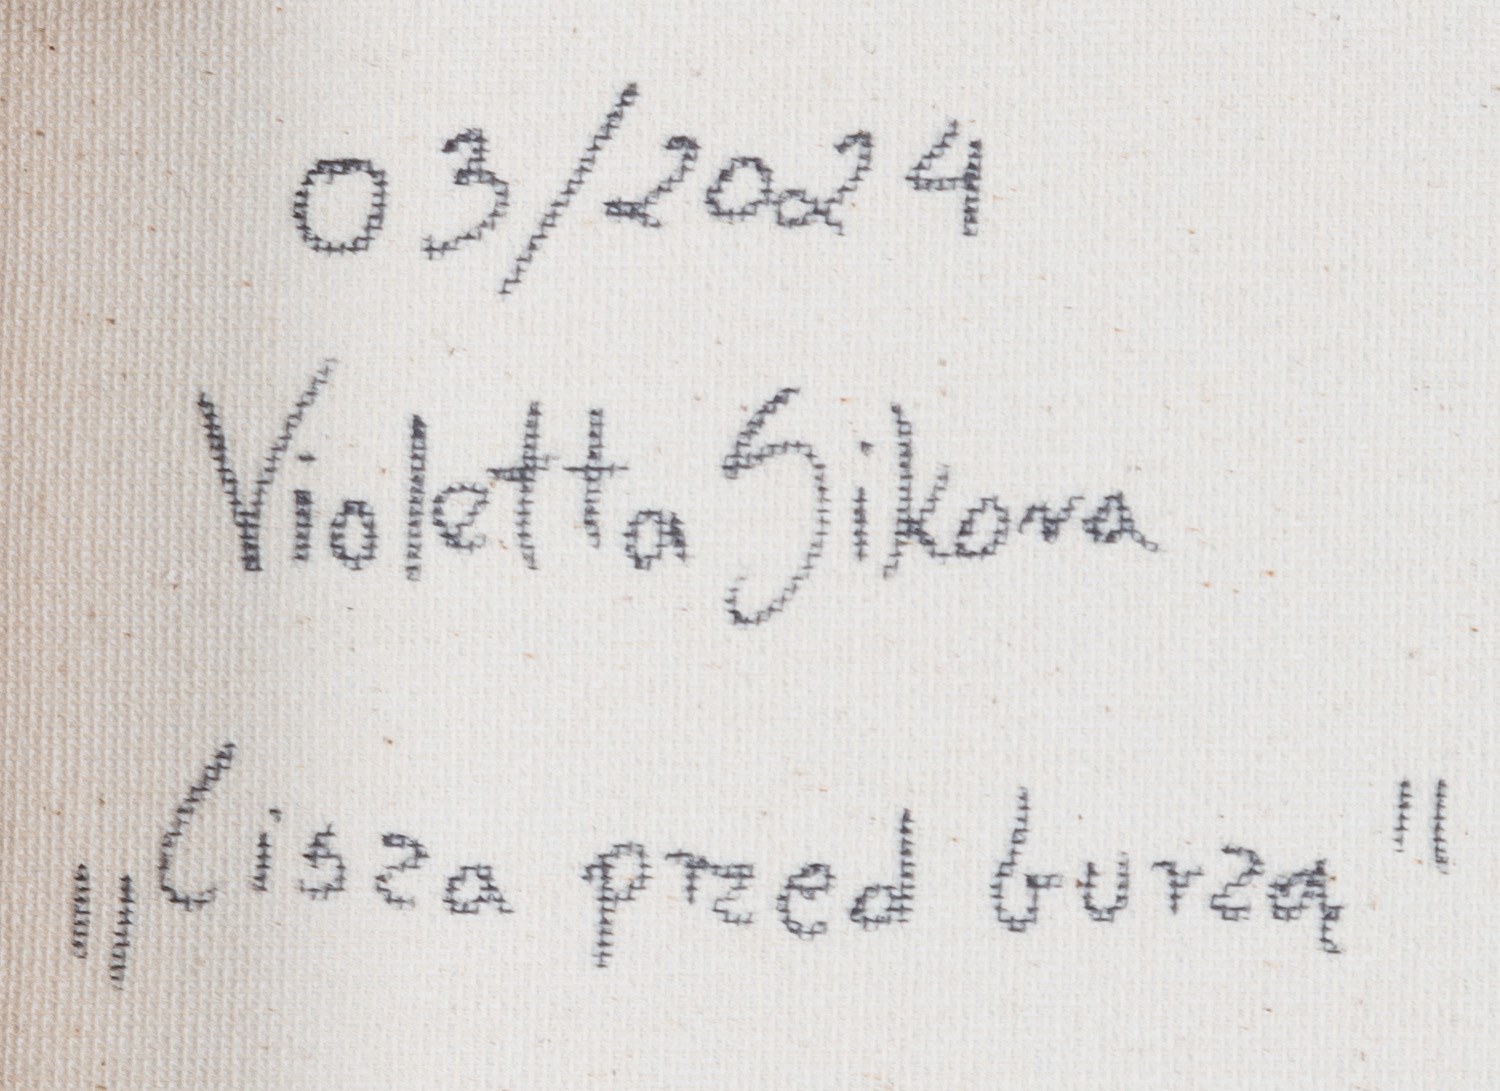 03/2024
Violetta Sikora
„Cisza przed burzą"